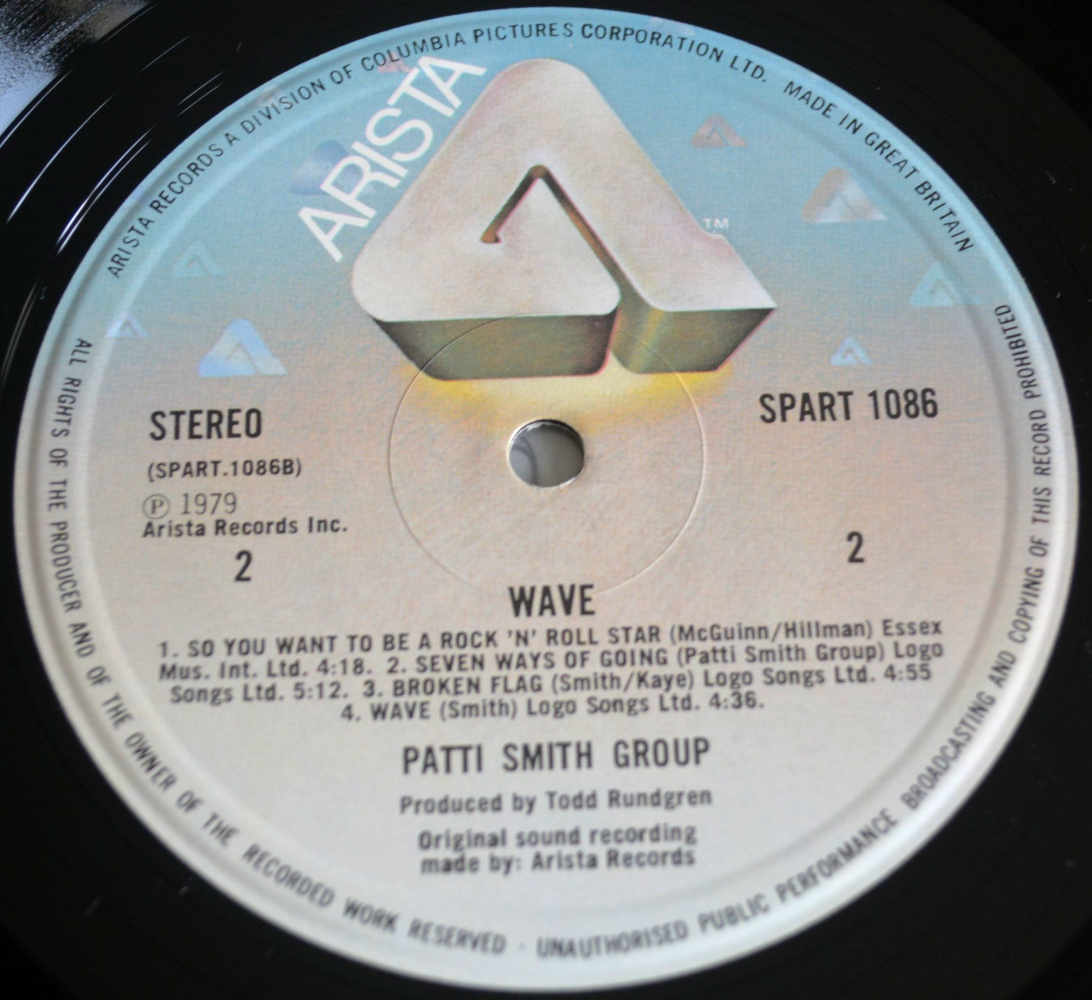 ARISTA RECORDS A DIVISION OF COLUMBIA PICTURES CORPORATION LTD. MADE IN GREAT BRITAIN
ARISTA
TM
STEREO
SPART 1086
(SPART.1086B)
Ⓟ 1979
Arista Records Inc.
2
2
WAVE
1. SO YOU WANT TO BE A ROCK 'N' ROLL STAR (McGuinn/Hillman) Essex
Mus. Int. Ltd. 4:18. 2. SEVEN WAYS OF GOING (Patti Smith Group) Logo
Songs Ltd. 5:12. 3. BROKEN FLAG (Smith/Kaye) Logo Songs Ltd. 4:55
4. WAVE (Smith) Logo Songs Ltd. 4:36.
PATTI SMITH GROUP
Produced by Todd Rundgren
Original sound recording
made by: Arista Records
ALL RIGHTS OF THE PRODUCER AND OF THE OWNER OF THE RECORDED WORK RESERVED · UNAUTHORISED PUBLIC PERFORMANCE BROADCASTING AND COPYING OF THIS RECORD PROHIBITED